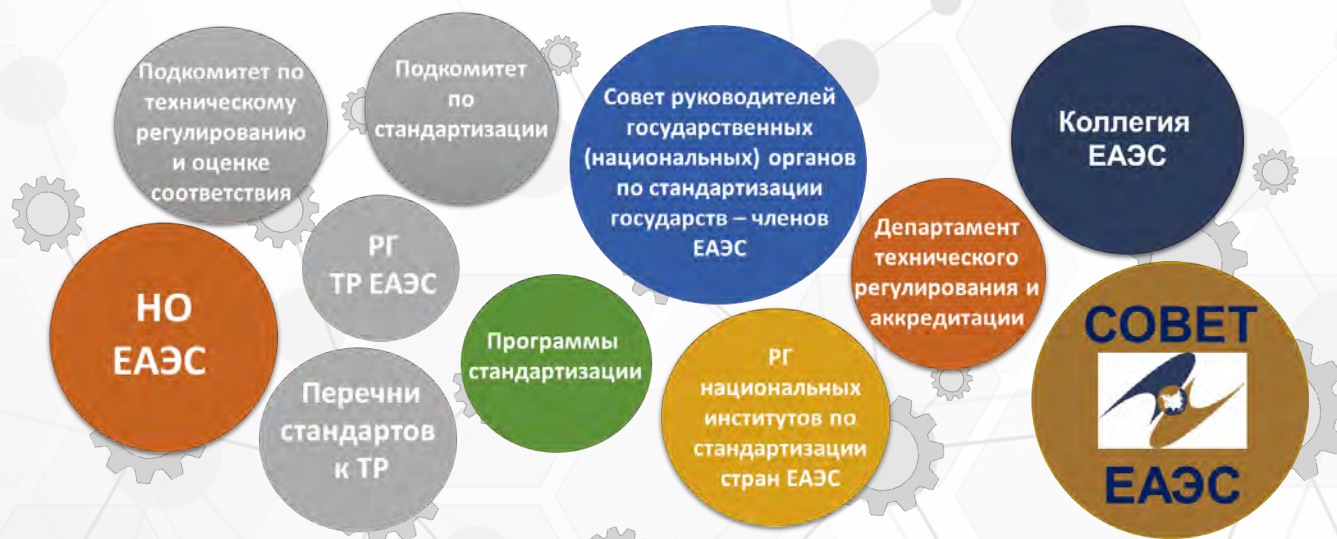 Подкомитет по
техническому
регулированию
и оценке
соответствия
Подкомитет
по
стандартизации
Совет руководителей
государственных
(национальных) органов
по стандартизации
государств – членов
ЕАЭС
Коллегия
ЕАЭС
НО
ЕАЭС
РГ
ТР ЕАЭС
Департамент
технического
регулирования и
аккредитации
Перечни
стандартов
к ТР
Программы
стандартизации
РГ
национальных
институтов по
стандартизации
стран ЕАЭС
СОВЕТ
ЕАЭС